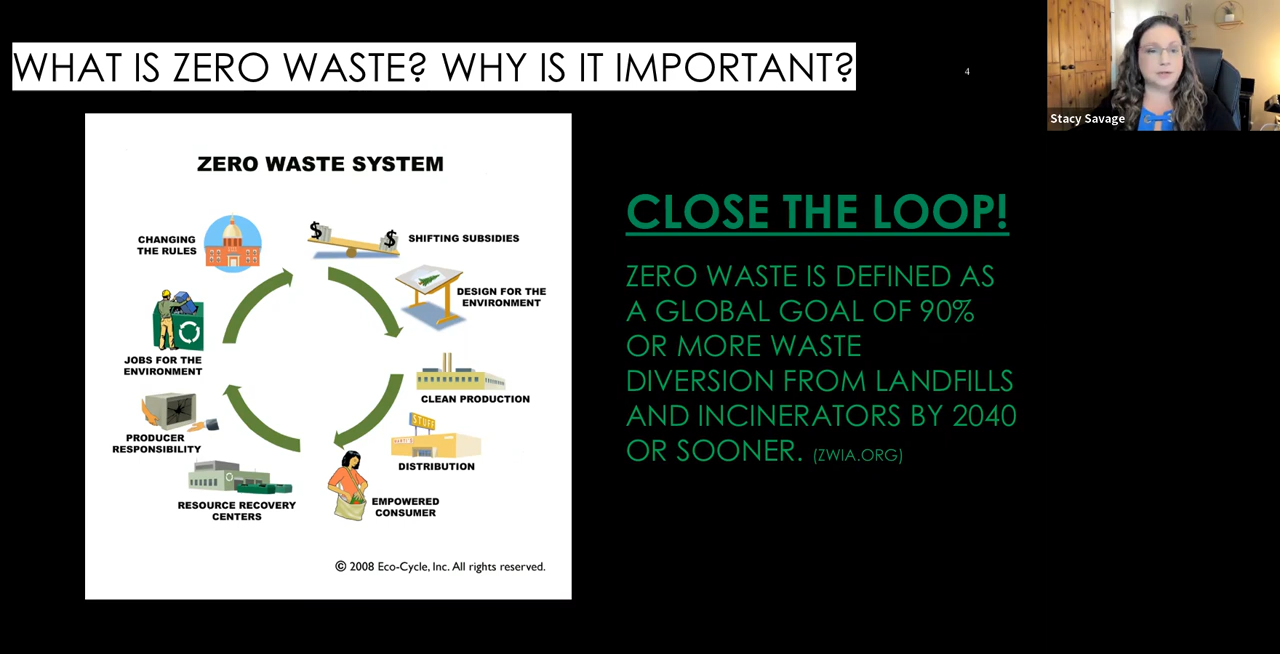 WHAT IS ZERO WASTE? WHY IS IT IMPORTANT?
4
Stacy Savage
ZERO WASTE SYSTEM
CHANGING
THE RULES
$
$
SHIFTING SUBSIDIES
DESIGN FOR THE
ENVIRONMENT
JOBS FOR THE
ENVIRONMENT
CLEAN PRODUCTION
PRODUCER
RESPONSIBILITY
STUFF
DISTRIBUTION
RESOURCE RECOVERY
CENTERS
EMPOWERED
CONSUMER
© 2008 Eco-Cycle, Inc. All rights reserved.
CLOSE THE LOOP!
ZERO WASTE IS DEFINED AS
A GLOBAL GOAL OF 90%
OR MORE WASTE
DIVERSION FROM LANDFILLS
AND INCINERATORS BY 2040
OR SOONER. (ZWIA.ORG)